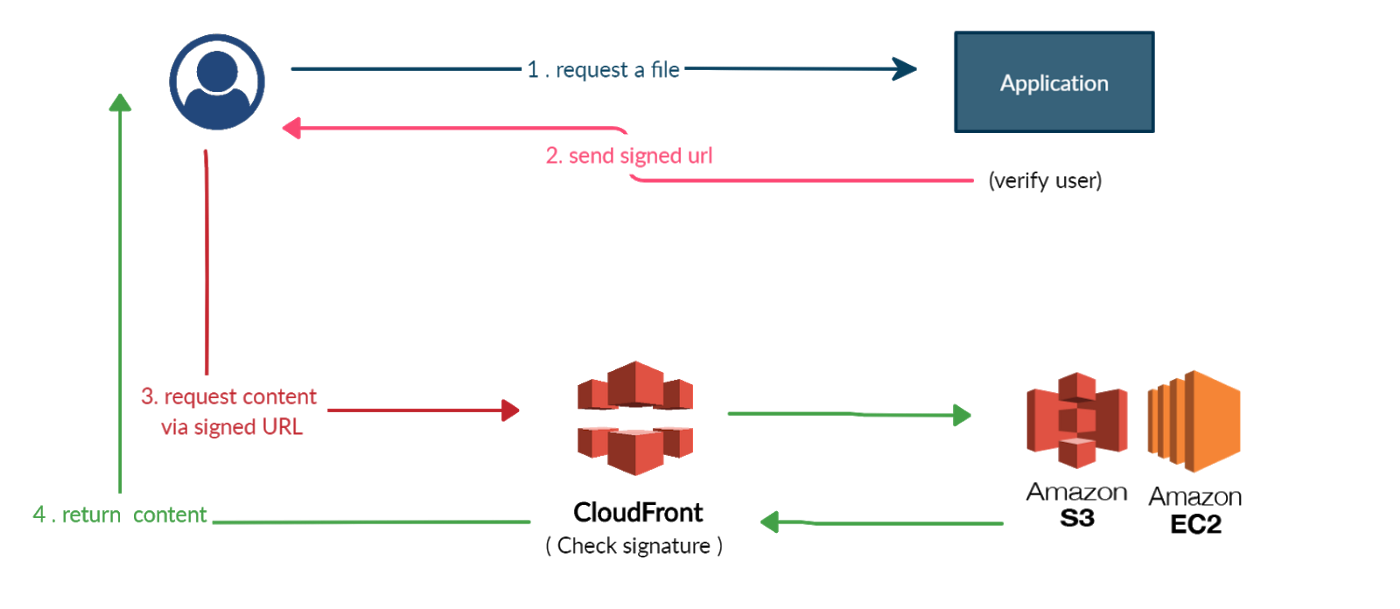 1 . request a file
Application
2. send signed url
(verify user)
3. request content
via signed URL
4 . return content
CloudFront
( Check signature )
Amazon
S3
Amazon
EC2